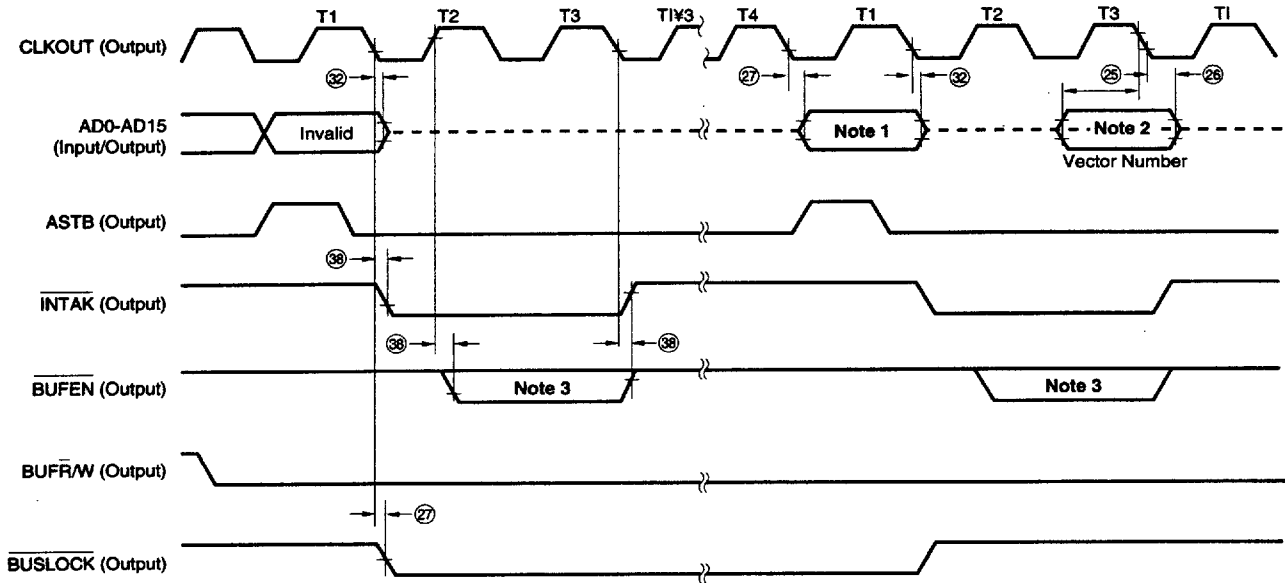 T1 T2 T3 TI¥3 T4 T1 T2 T3 TI
CLKOUT (Output)
32 27 32 25 26
AD0-AD15
(Input/Output)
Invalid Note 1 Note 2
Vector Number
ASTB (Output)
38
INTAK (Output)
38 38
BUFEN (Output)
Note 3 Note 3
BUFR/W (Output)
27
BUSLOCK (Output)